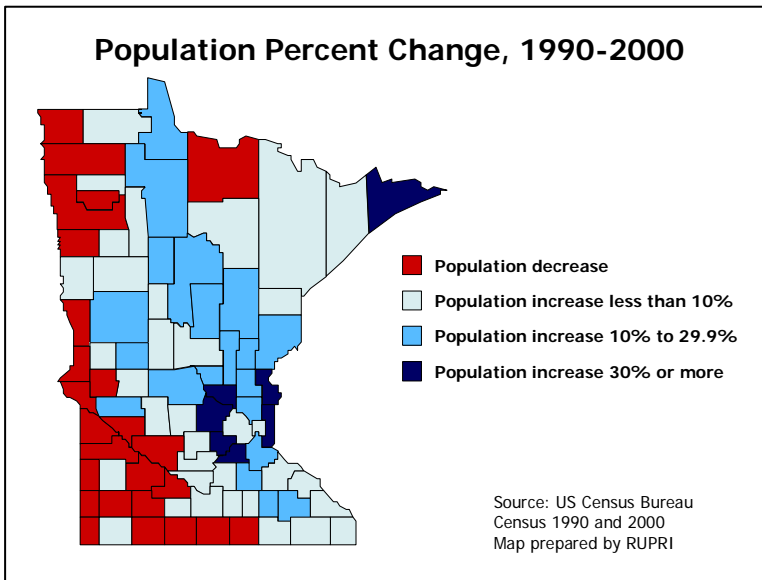 Population Percent Change, 1990-2000
Population decrease
Population increase less than 10%
Population increase 10% to 29.9%
Population increase 30% or more
Source: US Census Bureau
Census 1990 and 2000
Map prepared by RUPRI